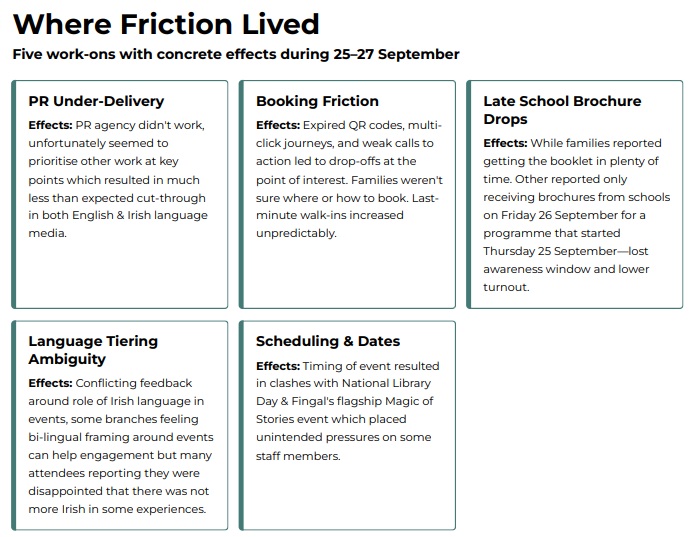 Where Friction Lived
Five work-ons with concrete effects during 25–27 September
PR Under-Delivery
Effects: PR agency didn't work,
unfortunately seemed to
prioritise other work at key
points which resulted in much
less than expected cut-through
in both English & Irish language
media.
Booking Friction
Effects: Expired QR codes, multi-
click journeys, and weak calls to
action led to drop-offs at the
point of interest. Families weren't
sure where or how to book. Last-
minute walk-ins increased
unpredictably.
Late School Brochure
Drops
Effects: While families reported
getting the booklet in plenty of
time. Other reported only
receiving brochures from schools
on Friday 26 September for a
programme that started
Thursday 25 September—lost
awareness window and lower
turnout.
Language Tiering
Ambiguity
Effects: Conflicting feedback
around role of Irish language in
events, some branches feeling
bi-lingual framing around events
can help engagement but many
attendees reporting they were
disappointed that there was not
more Irish in some experiences.
Scheduling & Dates
Effects: Timing of event resulted
in clashes with National Library
Day & Fingal's flagship Magic of
Stories event which placed
unintended pressures on some
staff members.